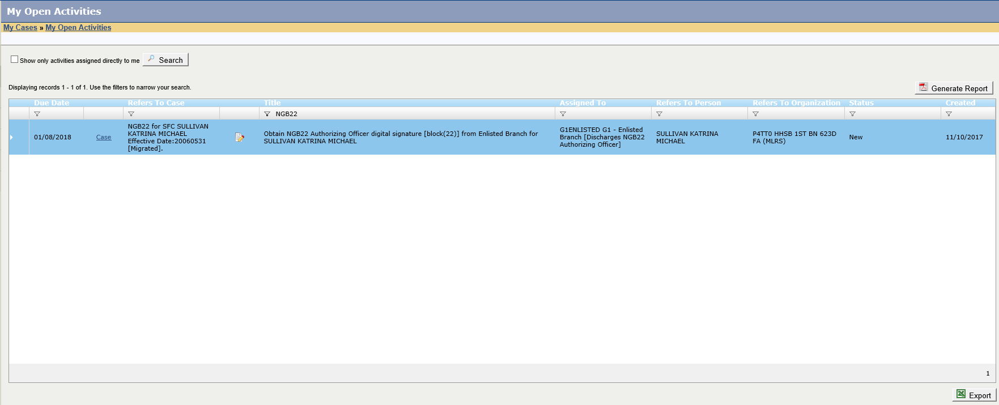 My Open Activities
My Cases » My Open Activities
Show only activities assigned directly to me
Search
Displaying records 1 - 1 of 1. Use the filters to narrow your search.
Generate Report
Due Date Refers To Case Title Assigned To Refers To Person Refers To Organization Status Created
NGB22
01/08/2018
Case
NGB22 for SFC SULLIVAN
KATRINA MICHAEL
Effective Date:20060531
[Migrated].
Obtain NGB22 Authorizing Officer digital signature [block(22)] from Enlisted Branch for
SULLIVAN KATRINA MICHAEL
G1ENLISTED G1 - Enlisted
Branch [Discharges NGB22
Authorizing Officer]
SULLIVAN KATRINA
MICHAEL
P4TT0 HHSB 1ST BN 623D
FA (MLRS)
New
11/10/2017
1
Export